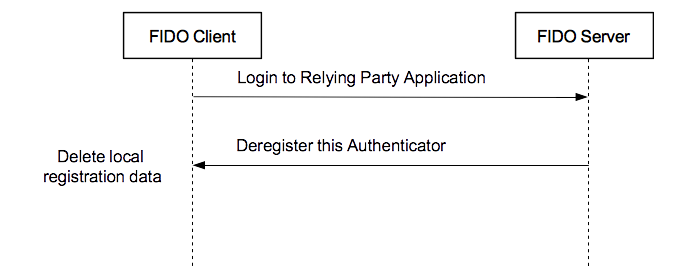 FIDO Client
FIDO Server
Login to Relying Party Application
Deregister this Authenticator
Delete local
registration data